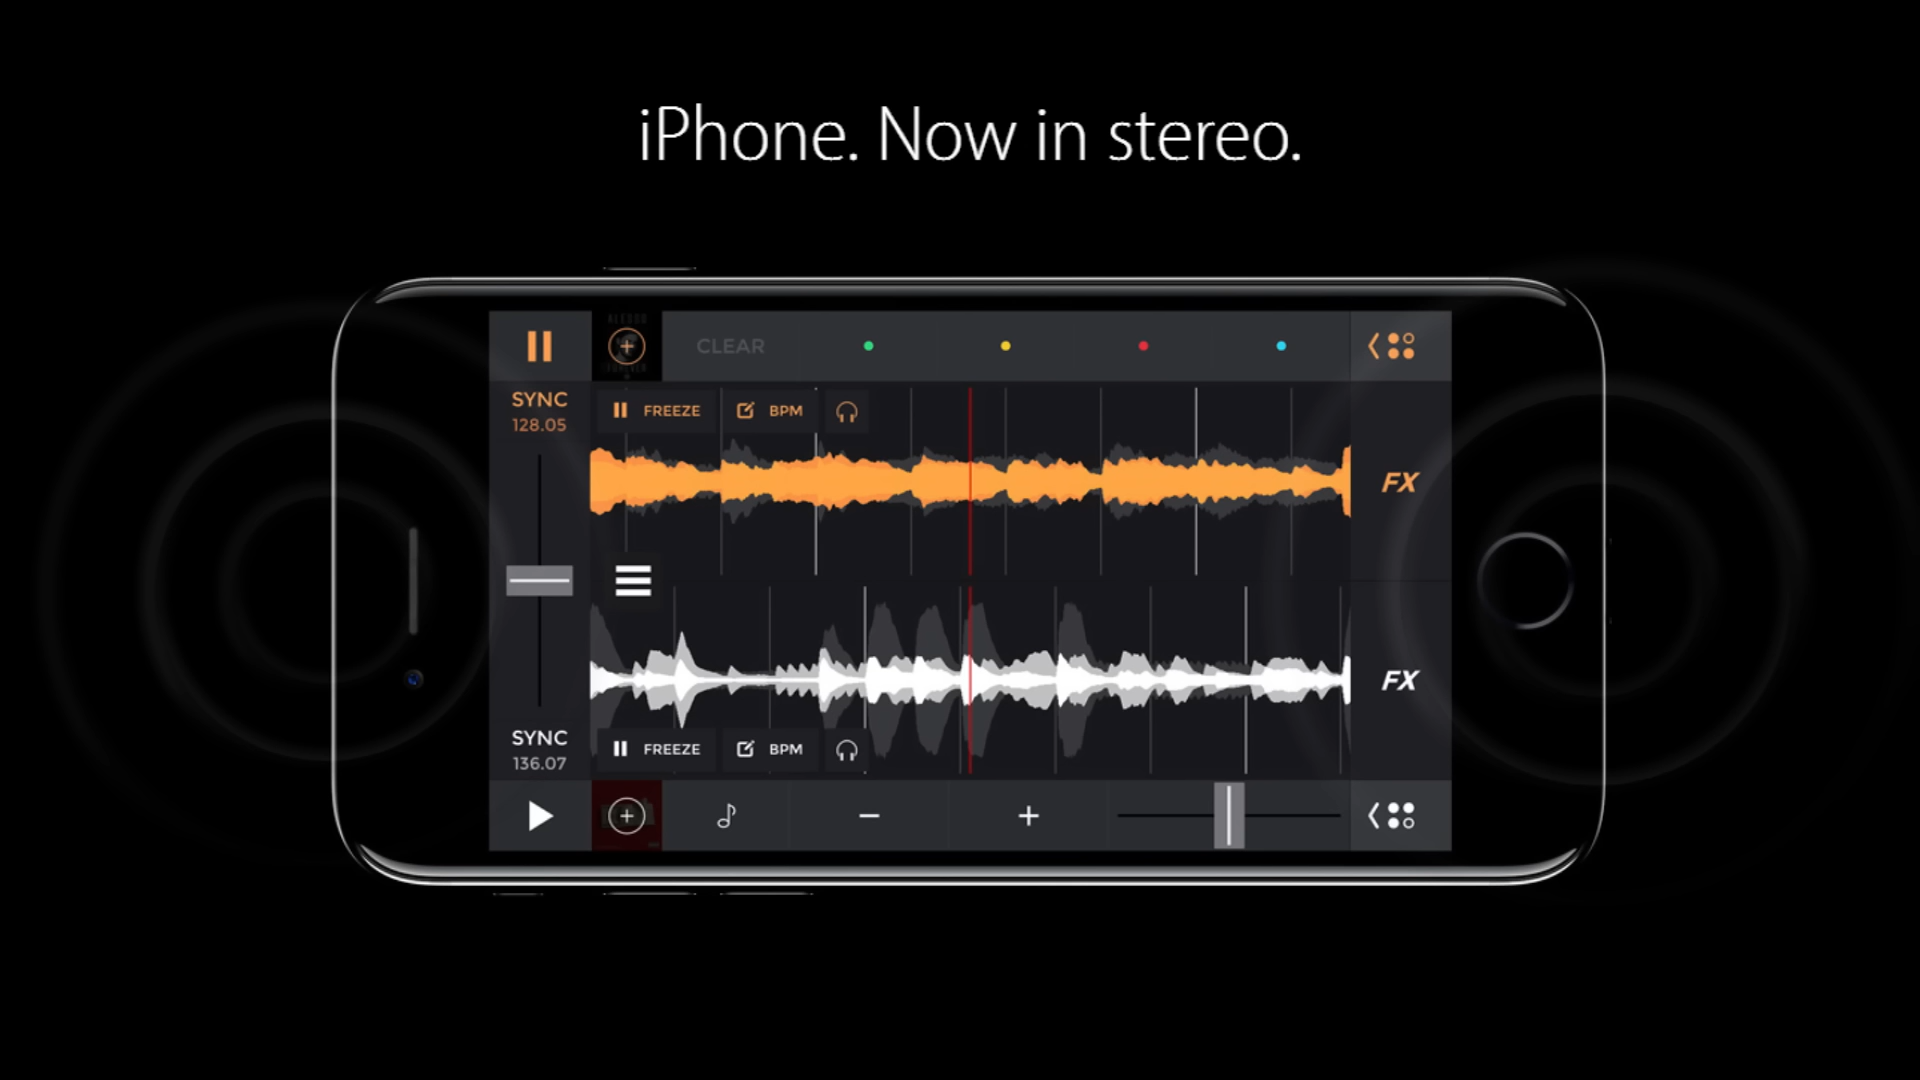 iPhone. Now in stereo.
CLEAR
SYNC
128.05
FREEZE
BPM
FX
FX
SYNC
136.07
FREEZE
BPM